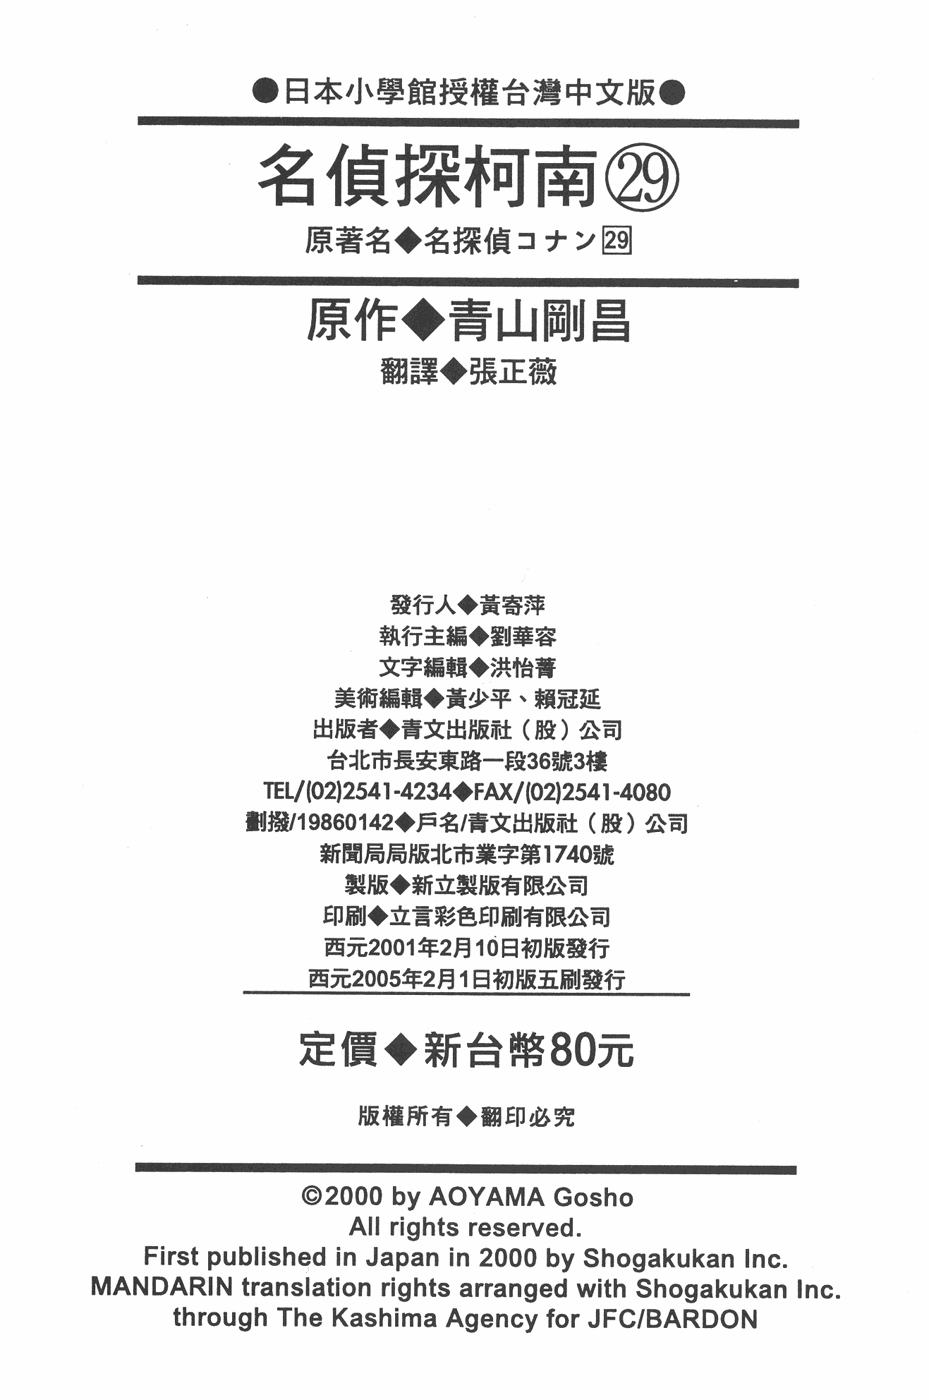 ●日本小學館授權台灣中文版●
名偵探柯南㉙
原著名◆名探偵コナン29
原作◆青山剛昌
翻譯◆張正薇
發行人◆黃寄萍
執行主編◆劉華容
文字編輯◆洪怡菁
美術編輯◆黃少平、賴冠延
出版者◆青文出版社（股）公司
台北市長安東路一段36號3樓
TEL/(02)2541-4234◆FAX/(02)2541-4080
劃撥/19860142◆戶名/青文出版社（股）公司
新聞局局版北市業字第1740號
製版◆新立製版有限公司
印刷◆立言彩色印刷有限公司
西元2001年2月10日初版發行
西元2005年2月1日初版五刷發行
定價◆新台幣80元
版權所有◆翻印必究
©2000 by AOYAMA Gosho
All rights reserved.
First published in Japan in 2000 by Shogakukan Inc.
MANDARIN translation rights arranged with Shogakukan Inc.
through The Kashima Agency for JFC/BARDON